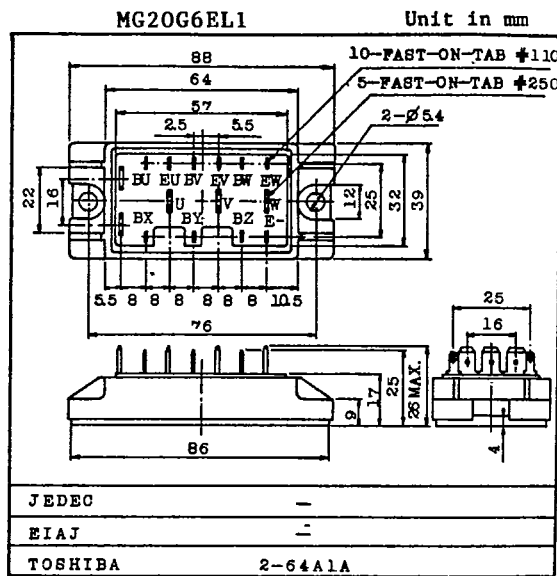 MG20G6EL1 Unit in mm
88
10-FAST-ON-TAB #110
64
5-FAST-ON-TAB #250
57
2.5 5.5
2-Ø5.4
BU EU BV EV BW EW
22 16 U V W 12 25 32 39
BX BY BZ E-
5.5 8 8 8 8 8 8 10.5
76
25
16
9 17 25 26 MAX.
4
86
JEDEC —
EIAJ —
TOSHIBA 2-64A1A